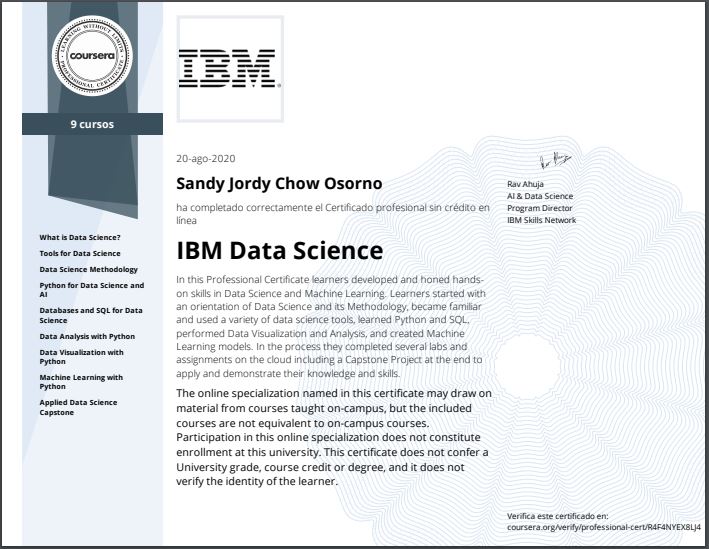 LEARNING WITHOUT LIMITS
coursera
PROFESSIONAL CERTIFICATE
9 cursos
What is Data Science?
Tools for Data Science
Data Science Methodology
Python for Data Science and
AI
Databases and SQL for Data
Science
Data Analysis with Python
Data Visualization with
Python
Machine Learning with
Python
Applied Data Science
Capstone
IBM
20-ago-2020
Sandy Jordy Chow Osorno
ha completado correctamente el Certificado profesional sin crédito en
línea
IBM Data Science
In this Professional Certificate learners developed and honed hands-
on skills in Data Science and Machine Learning. Learners started with
an orientation of Data Science and its Methodology, became familiar
and used a variety of data science tools, learned Python and SQL,
performed Data Visualization and Analysis, and created Machine
Learning models. In the process they completed several labs and
assignments on the cloud including a Capstone Project at the end to
apply and demonstrate their knowledge and skills.
The online specialization named in this certificate may draw on
material from courses taught on-campus, but the included
courses are not equivalent to on-campus courses.
Participation in this online specialization does not constitute
enrollment at this university. This certificate does not confer a
University grade, course credit or degree, and it does not
verify the identity of the learner.
Rav Ahuja
Rav Ahuja
AI & Data Science
Program Director
IBM Skills Network
Verifica este certificado en:
coursera.org/verify/professional-cert/R4F4NYEX8LJ4